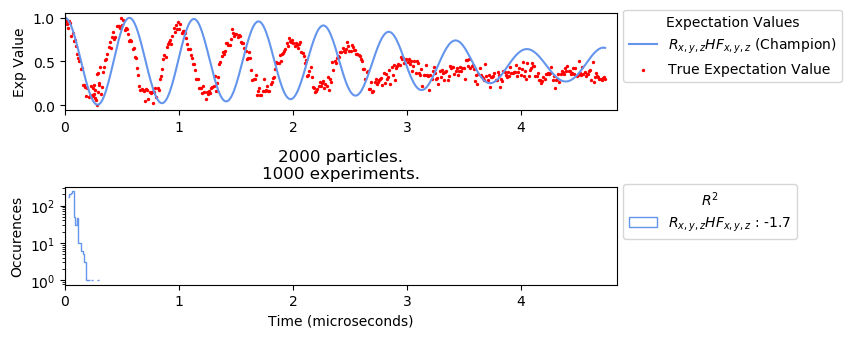 Expectation Values
R_{x,y,z}HF_{x,y,z} (Champion)
True Expectation Value
Exp Value
1.0
0.5
0.0
0 1 2 3 4
2000 particles.
1000 experiments.
R^2
R_{x,y,z}HF_{x,y,z} : -1.7
Occurences
10^2
10^1
10^0
0 1 2 3 4
Time (microseconds)